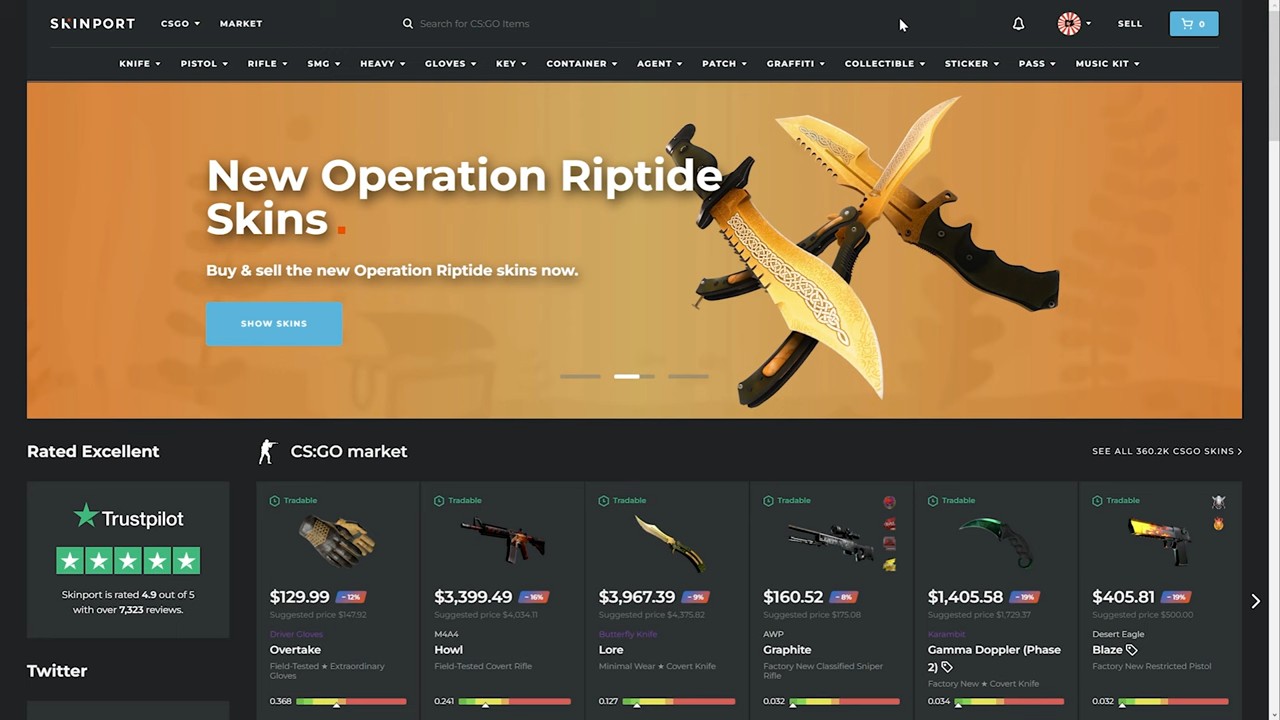 SKINPORT
CSGO
MARKET
Search for CS:GO Items
SELL
0
KNIFE
PISTOL
RIFLE
SMG
HEAVY
GLOVES
KEY
CONTAINER
AGENT
PATCH
GRAFFITI
COLLECTIBLE
STICKER
PASS
MUSIC KIT
New Operation Riptide
Skins.
Buy & sell the new Operation Riptide skins now.
SHOW SKINS
Rated Excellent
Trustpilot
Skinport is rated 4.9 out of 5
with over 7,323 reviews.
Twitter
CS:GO market
SEE ALL 360.2K CSGO SKINS
Tradable
$129.99 - 12%
Suggested price $147.92
Driver Gloves
Overtake
Field-Tested ★ Extraordinary
Gloves
0.368
Tradable
$3,399.49 - 16%
Suggested price $4,034.11
M4A4
Howl
Field-Tested Covert Rifle
0.241
Tradable
$3,967.39 - 9%
Suggested price $4,375.82
Butterfly Knife
Lore
Minimal Wear ★ Covert Knife
0.127
Tradable
$160.52 - 8%
Suggested price $175.08
AWP
Graphite
Factory New Classified Sniper
Rifle
0.032
Tradable
$1,405.58 - 19%
Suggested price $1,729.37
Karambit
Gamma Doppler (Phase
2)
Factory New ★ Covert Knife
0.034
Tradable
$405.81 - 19%
Suggested price $500.00
Desert Eagle
Blaze
Factory New Restricted Pistol
0.032